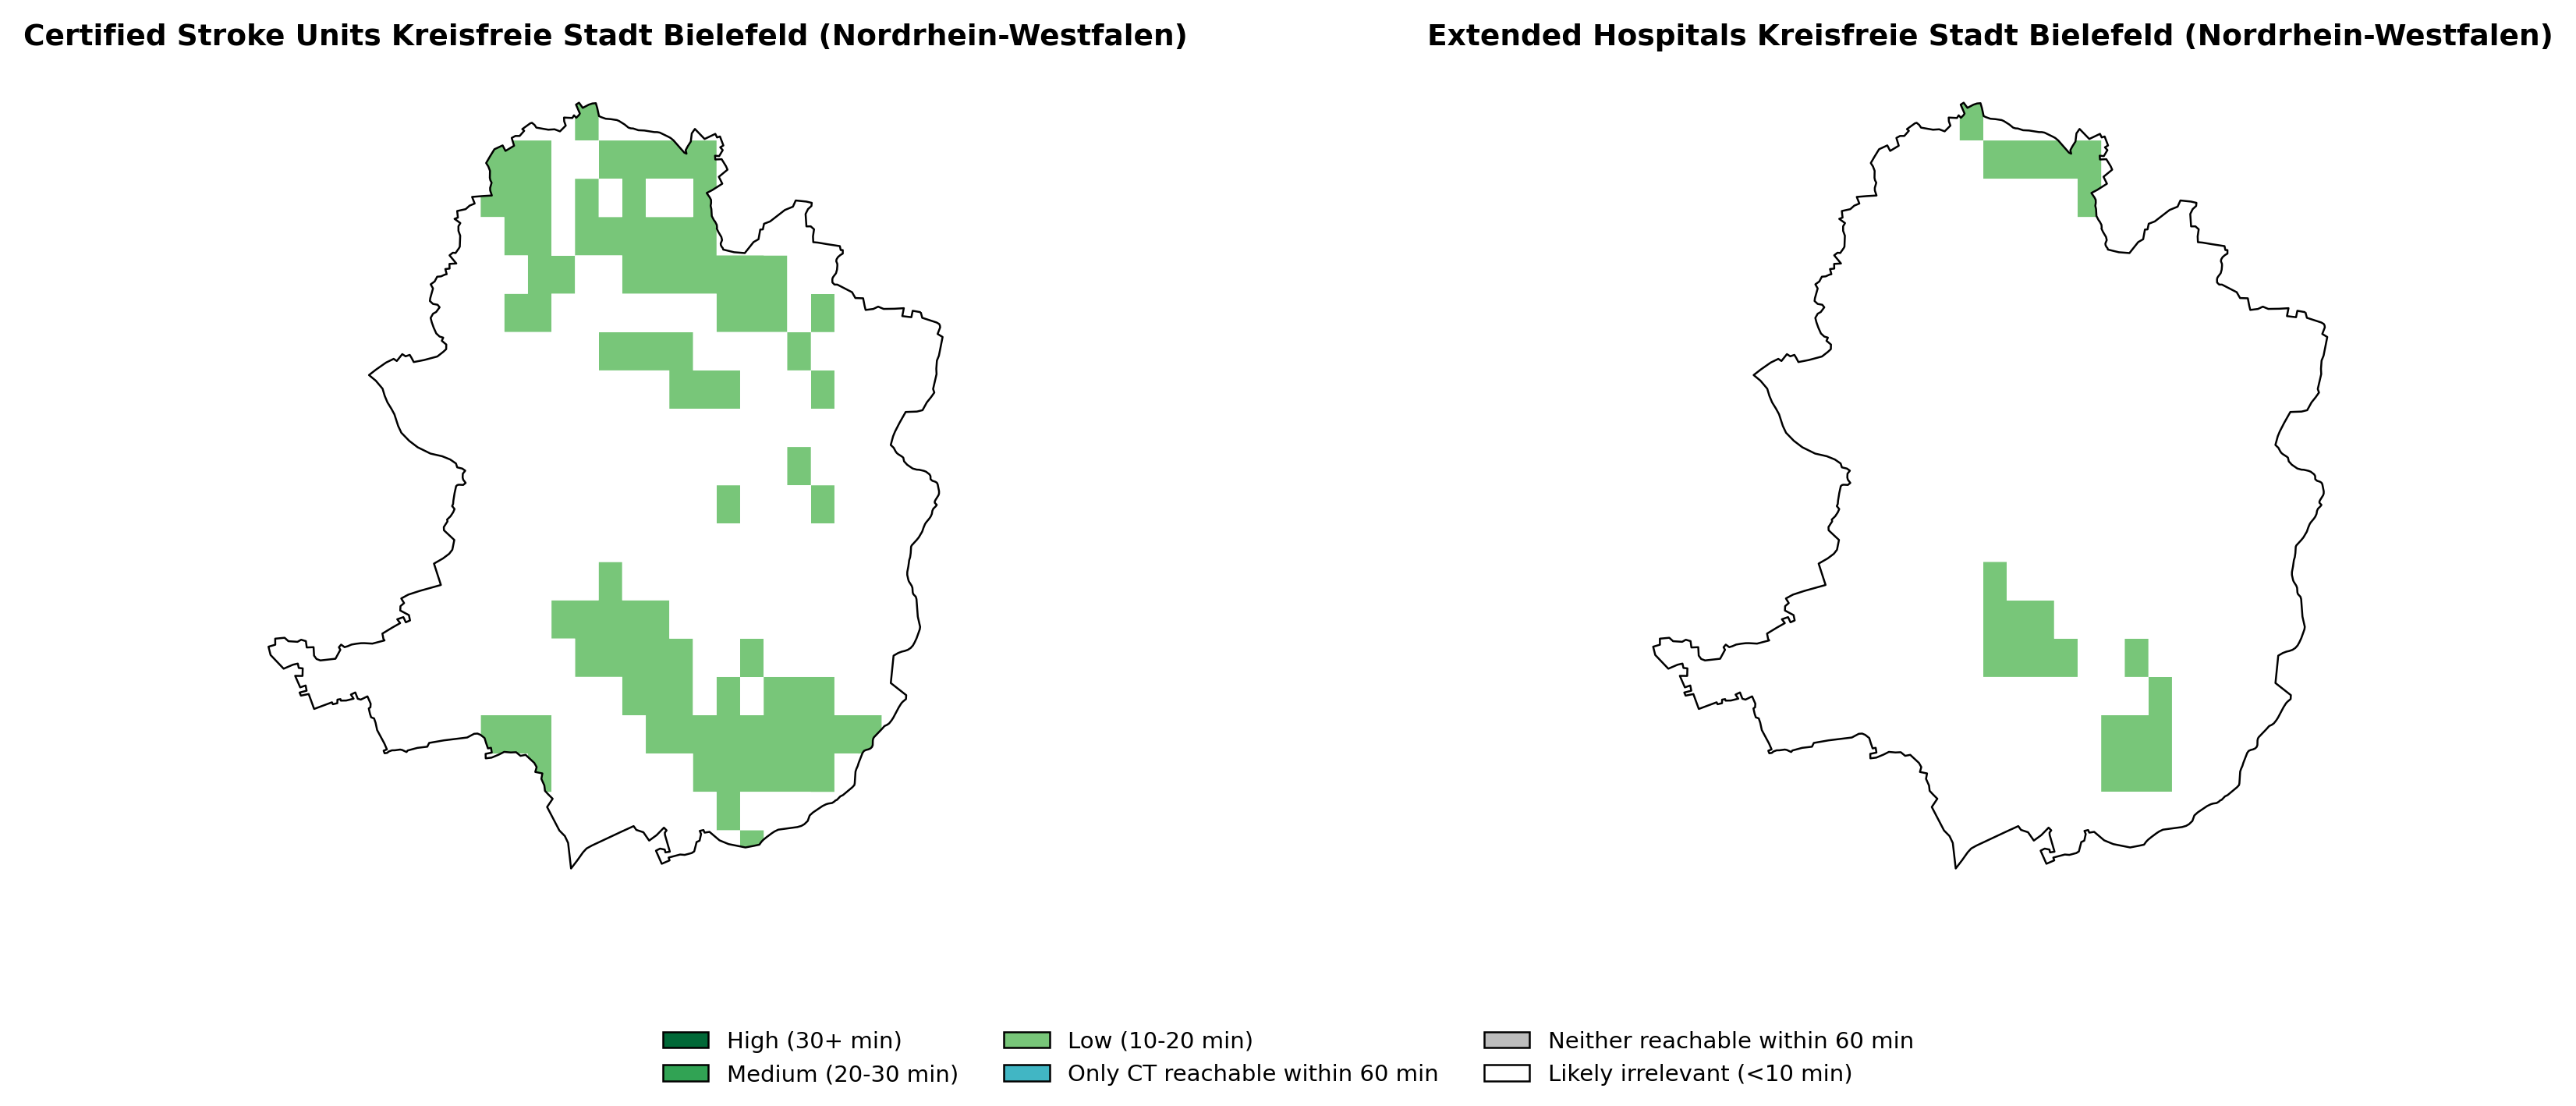 Certified Stroke Units Kreisfreie Stadt Bielefeld (Nordrhein-Westfalen)
Extended Hospitals Kreisfreie Stadt Bielefeld (Nordrhein-Westfalen)
High (30+ min)
Medium (20-30 min)
Low (10-20 min)
Only CT reachable within 60 min
Neither reachable within 60 min
Likely irrelevant (<10 min)